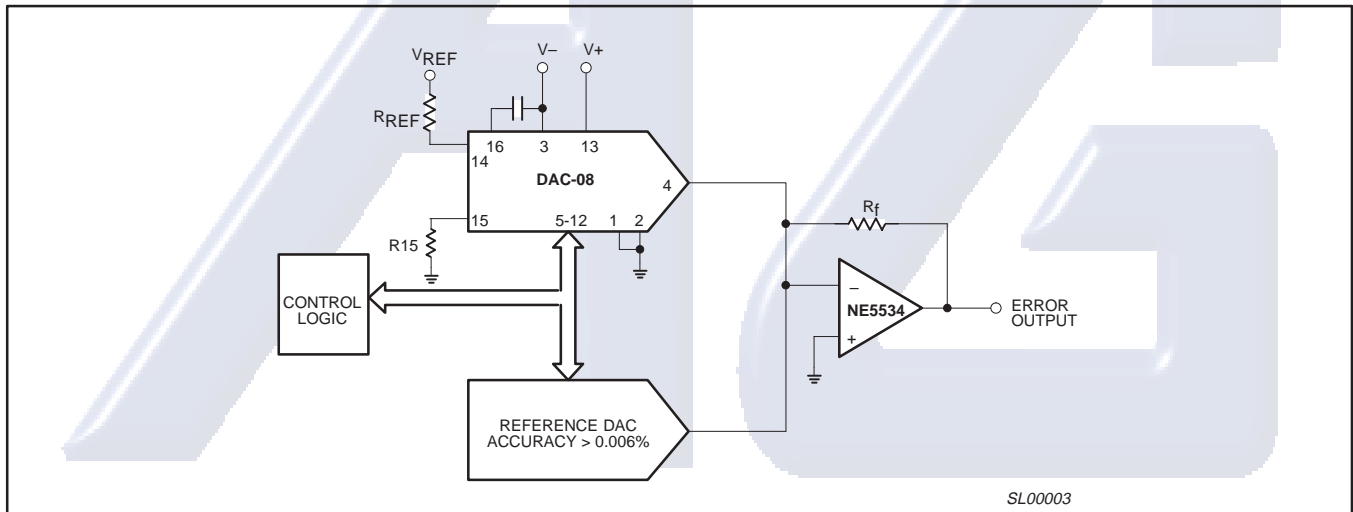 V– V+
VREF
RREF
16 3 13
14
DAC-08
4
15 5-12 1 2
Rf
R15
CONTROL
LOGIC
–
NE5534
+
ERROR
OUTPUT
REFERENCE DAC
ACCURACY > 0.006%
SL00003